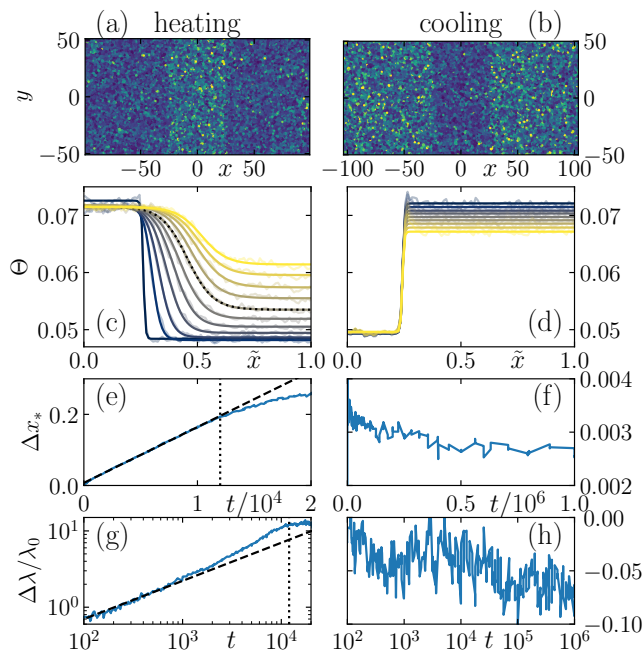 heating cooling
(a) (b)
50 50
y 0 0
−50 −50
−50 0 x 50 −100 −50 0 x 50 100
0.07 0.07
Θ 0.06 0.06
0.05 (c) (d) 0.05
0.0 0.5 x̃ 1.0 0.0 0.5 x̃ 1.0
(e) (f) 0.004
Δx* 0.2 0.003
0.0 0.002
0 1 t/10⁴ 2 0.0 0.5 t/10⁶ 1.0
(g) (h) 0.00
Δλ/λ₀ 10¹ −0.05
10⁰ −0.10
10² 10³ t 10⁴ 10² 10³ 10⁴ t 10⁵ 10⁶